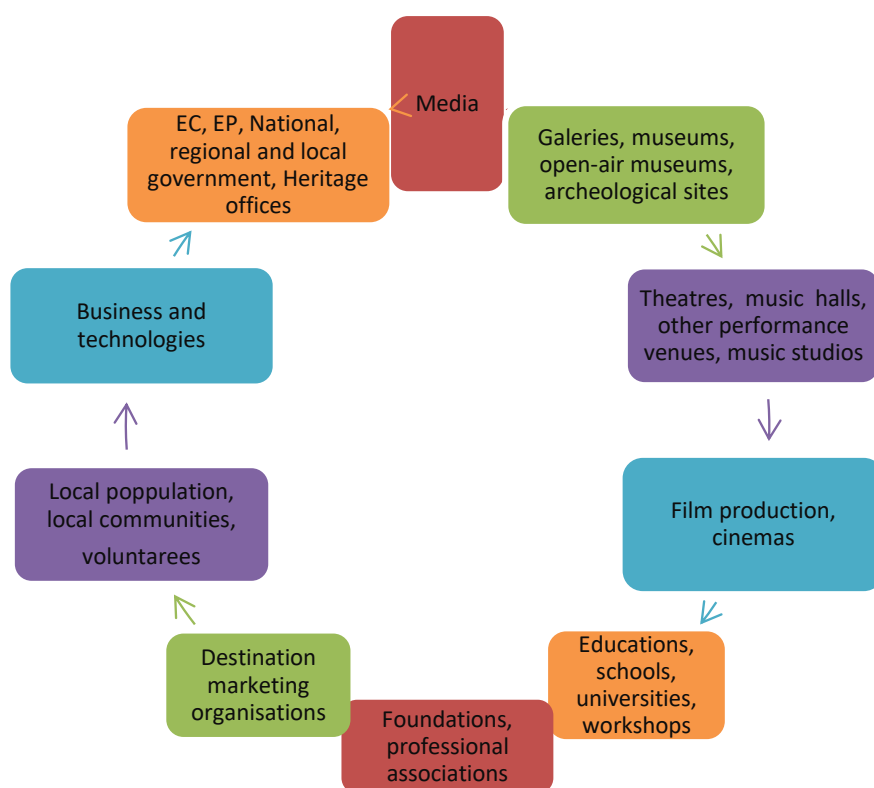 Media
Galeries, museums,
open-air museums,
archeological sites
Theatres, music halls,
other performance
venues, music studios
Film production,
cinemas
Educations,
schools,
universities,
workshops
Foundations,
professional
associations
Destination
marketing
organisations
Local poppulation,
local communities,
voluntarees
Business and
technologies
EC, EP, National,
regional and local
government, Heritage
offices